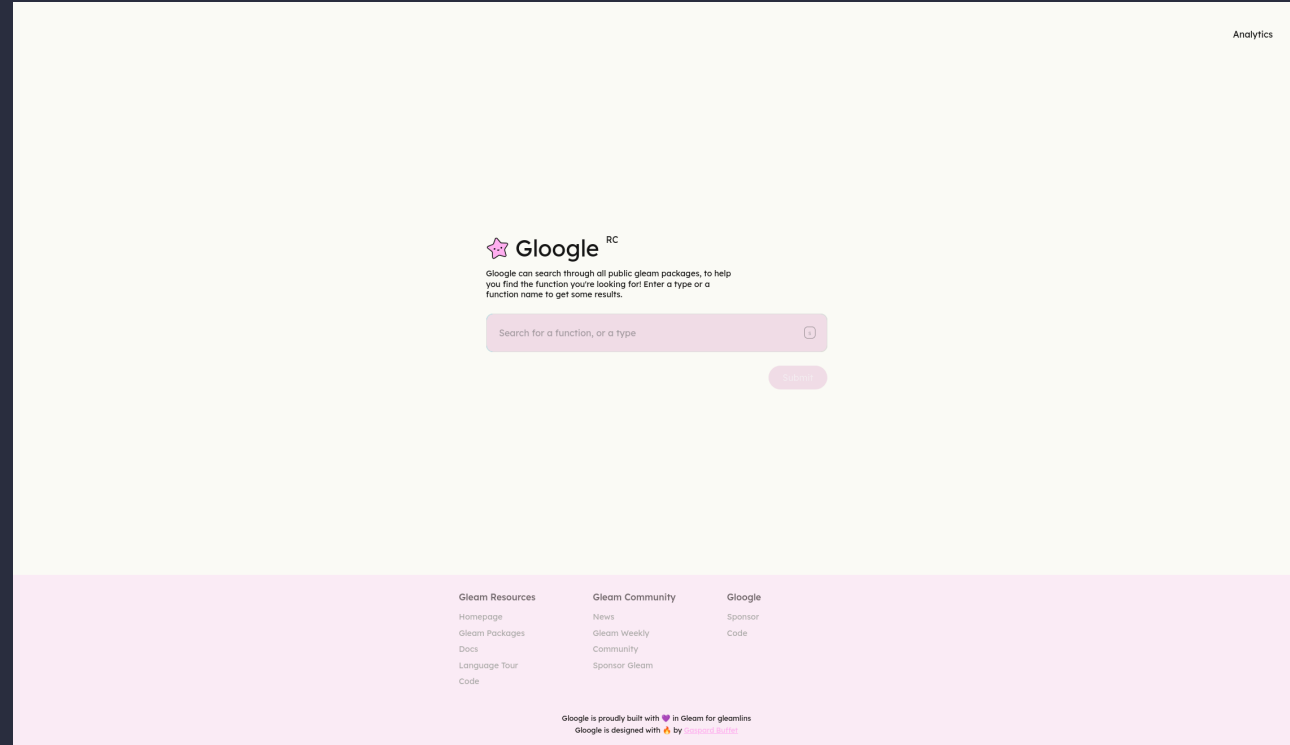 Analytics
Gloogle RC
Gloogle can search through all public gleam packages, to help
you find the function you're looking for! Enter a type or a
function name to get some results.
Search for a function, or a type
Submit
Gleam Resources
Homepage
Gleam Packages
Docs
Language Tour
Code
Gleam Community
News
Gleam Weekly
Community
Sponsor Gleam
Gloogle
Sponsor
Code
Gloogle is proudly built with 💜 in Gleam for gleamlins
Gloogle is designed with 🔥 by Gaspard Buffet